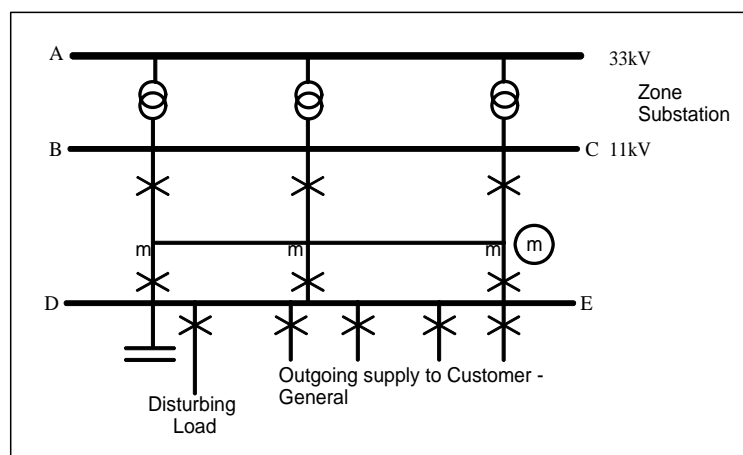 A
33kV
Zone
Substation
B
C
11kV
m
m
m
m
D
E
Outgoing supply to Customer -
General
Disturbing
Load